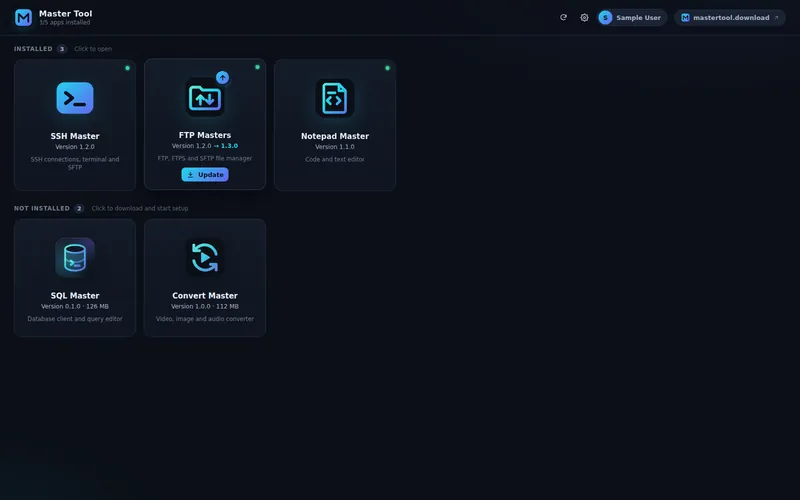 Master Tool
3/5 apps installed
S
Sample User
mastertool.download ↗
INSTALLED 3 Click to open
SSH Master
Version 1.2.0
SSH connections, terminal and
SFTP
FTP Masters
Version 1.2.0 → 1.3.0
FTP, FTPS and SFTP file manager
Update
Notepad Master
Version 1.1.0
Code and text editor
NOT INSTALLED 2 Click to download and start setup
SQL Master
Version 0.1.0 · 126 MB
Database client and query editor
Convert Master
Version 1.0.0 · 112 MB
Video, image and audio converter